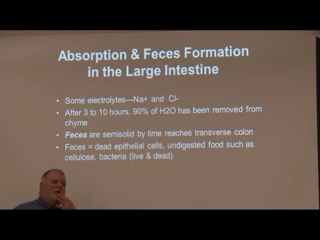 Absorption & Feces Formation
in the Large Intestine
• Some electrolytes—Na+ and Cl-
• After 3 to 10 hours, 90% of H2O has been removed from
chyme
• Feces are semisolid by time reaches transverse colon
• Feces = dead epithelial cells, undigested food such as
cellulose, bacteria (live & dead)